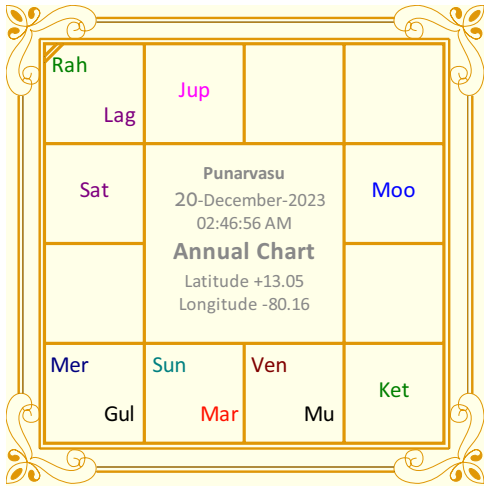 Rah
Lag
Jup
Sat
Punarvasu
20-December-2023
02:46:56 AM
Annual Chart
Latitude +13.05
Longitude -80.16
Moo
Mer
Gul
Sun
Mar
Ven
Mu
Ket